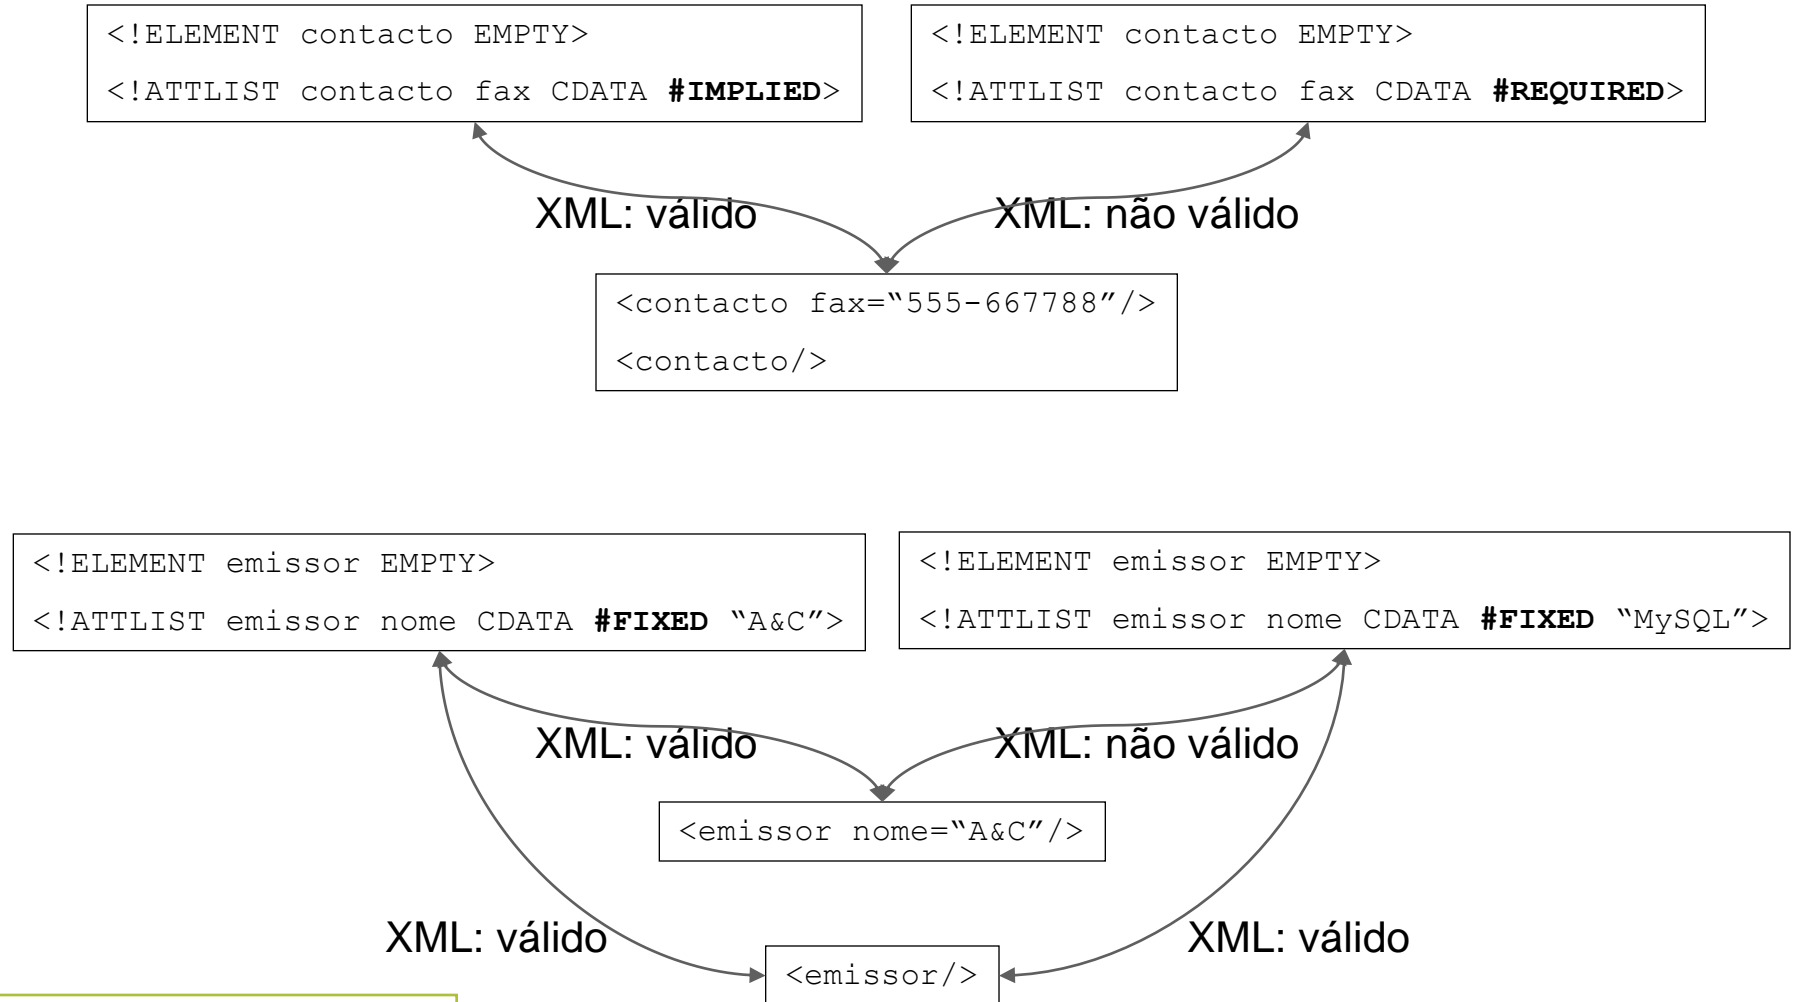 <!ELEMENT contacto EMPTY>
<!ATTLIST contacto fax CDATA #IMPLIED>
<!ELEMENT contacto EMPTY>
<!ATTLIST contacto fax CDATA #REQUIRED>
XML: válido
XML: não válido
<contacto fax=“555-667788”/>
<contacto/>
<!ELEMENT emissor EMPTY>
<!ATTLIST emissor nome CDATA #FIXED “A&C”>
<!ELEMENT emissor EMPTY>
<!ATTLIST emissor nome CDATA #FIXED “MySQL”>
XML: válido
XML: não válido
<emissor nome=“A&C”/>
XML: válido
XML: válido
<emissor/>